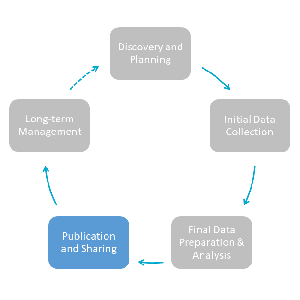 Discovery and
Planning
Initial Data
Collection
Final Data
Preparation &
Analysis
Publication
and Sharing
Long-term
Management